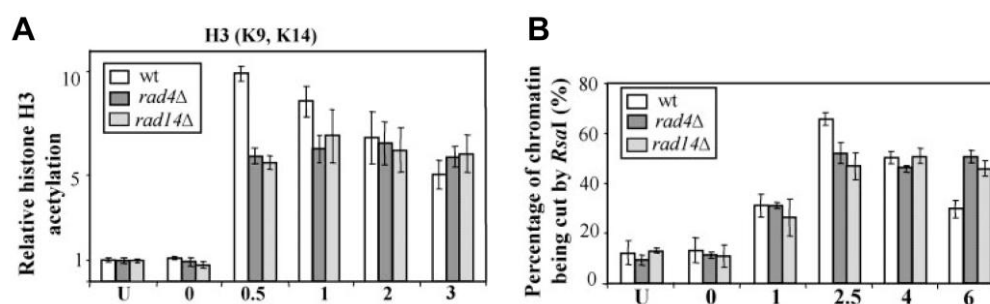 A
H3 (K9, K14)
Relative histone H3
acetylation
10
5
1
wt
rad4Δ
rad14Δ
U 0 0.5 1 2 3
B
Percentage of chromatin
being cut by RsaI (%)
80
60
40
20
0
wt
rad4Δ
rad14Δ
U 0 1 2.5 4 6